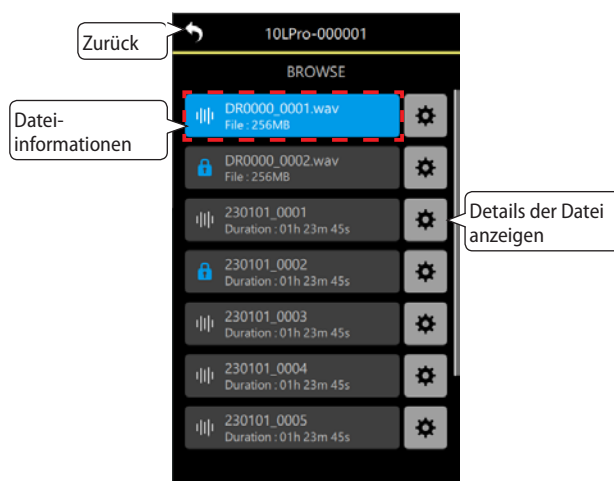 Zurück
10LPro-000001
BROWSE
Datei-
informationen
DR0000_0001.wav
File : 256MB
DR0000_0002.wav
File : 256MB
230101_0001
Duration : 01h 23m 45s
Details der Datei
anzeigen
230101_0002
Duration : 01h 23m 45s
230101_0003
Duration : 01h 23m 45s
230101_0004
Duration : 01h 23m 45s
230101_0005
Duration : 01h 23m 45s